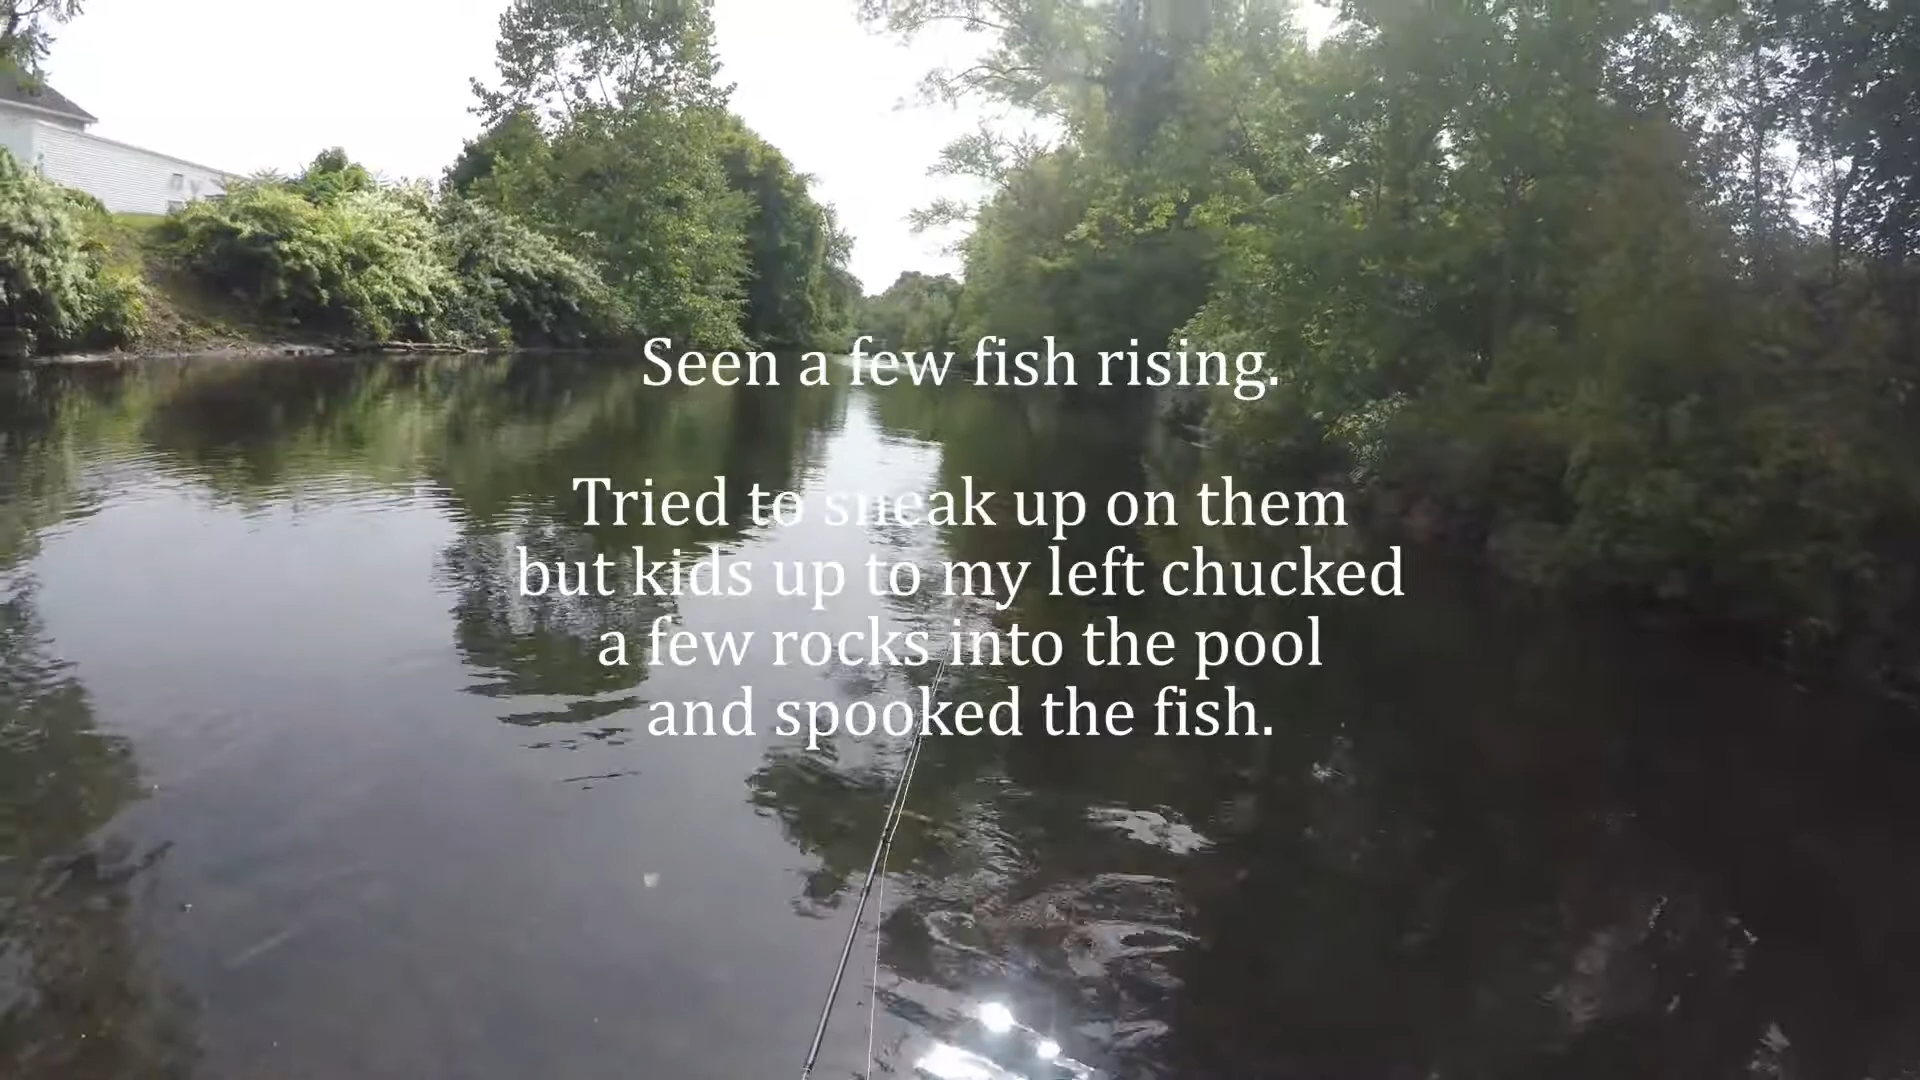 Seen a few fish rising.
Tried to sneak up on them
but kids up to my left chucked
a few rocks into the pool
and spooked the fish.